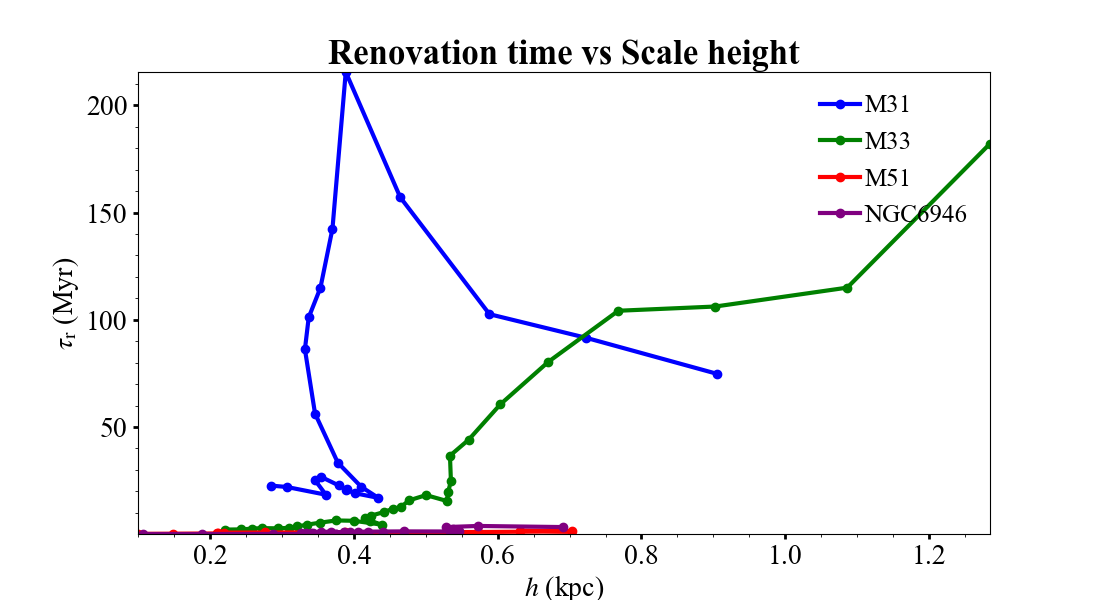 Renovation time vs Scale height
200
150
100
50
τr (Myr)
M31
M33
M51
NGC6946
0.2 0.4 0.6 0.8 1.0 1.2
h (kpc)